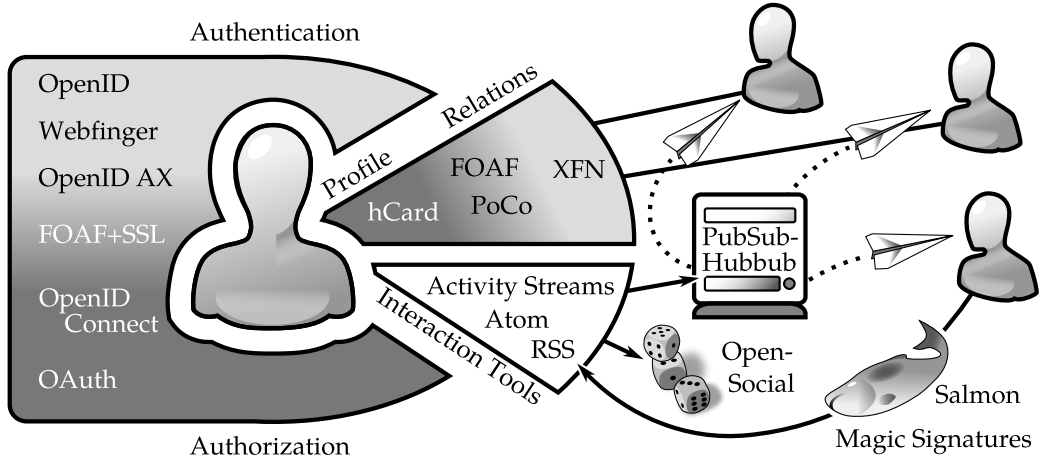 Authentication
OpenID
Webfinger
OpenID AX
FOAF+SSL
OpenID
Connect
OAuth
Authorization
Profile
Relations
FOAF
XFN
hCard
PoCo
Interaction Tools
Activity Streams
Atom
RSS
PubSub-
Hubbub
Open-
Social
Salmon
Magic Signatures